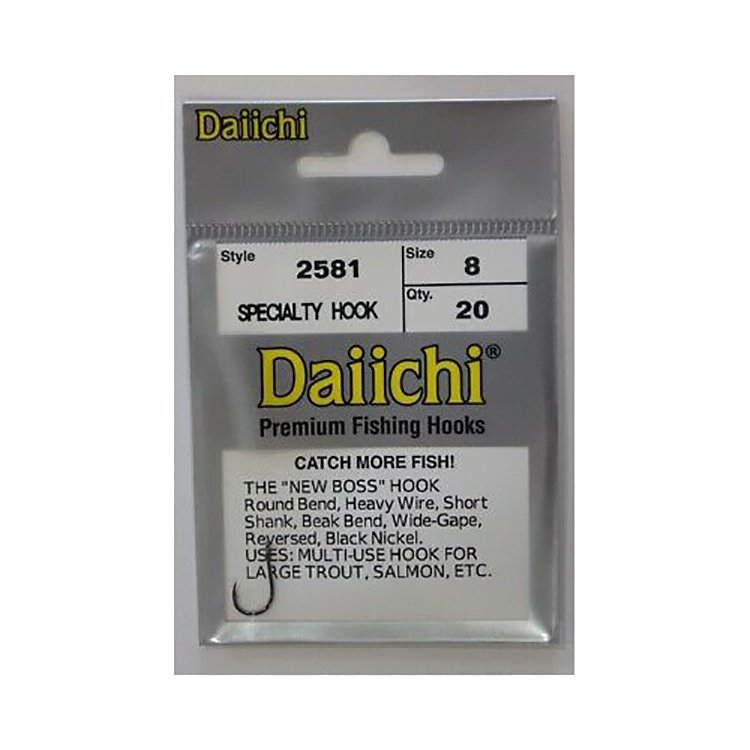 Daiichi
Style 2581 Size 8
SPECIALTY HOOK Qty. 20
Daiichi®
Premium Fishing Hooks
CATCH MORE FISH!
THE "NEW BOSS" HOOK
Round Bend, Heavy Wire, Short
Shank, Beak Bend, Wide-Gape,
Reversed, Black Nickel.
USES: MULTI-USE HOOK FOR
LARGE TROUT, SALMON, ETC.